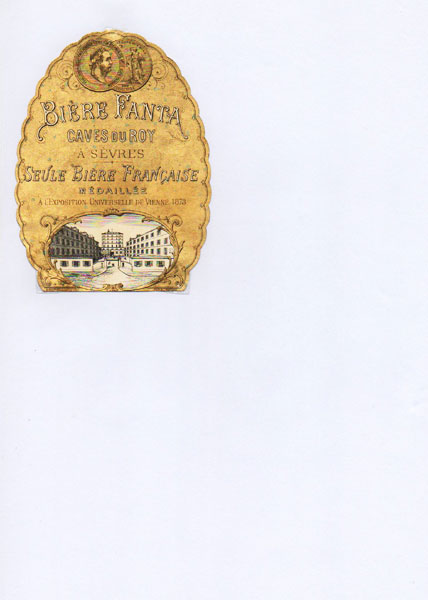 BIÈRE FANTA
CAVES DU ROY
À SÈVRES
SEULE BIÈRE FRANÇAISE
MÉDAILLÉE
A L'EXPOSITION UNIVERSELLE DE VIENNE 1873